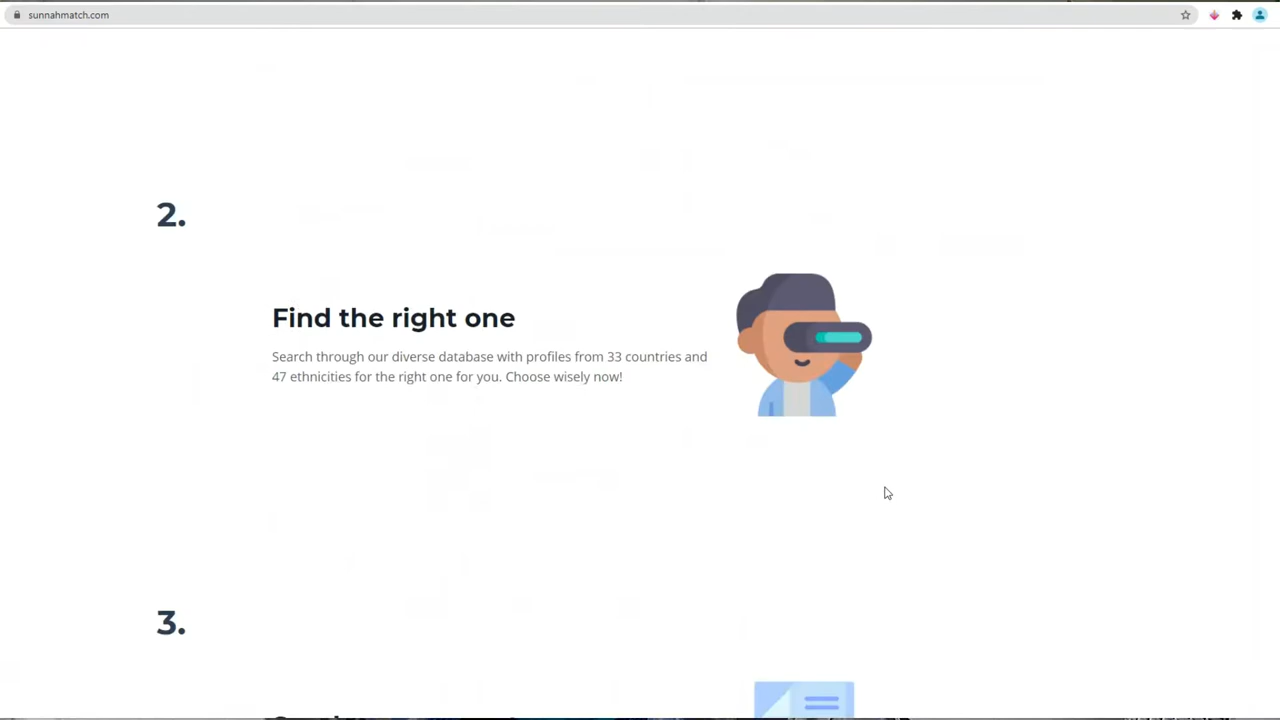 sunnahmatch.com
2.
Find the right one
Search through our diverse database with profiles from 33 countries and
47 ethnicities for the right one for you. Choose wisely now!
3.